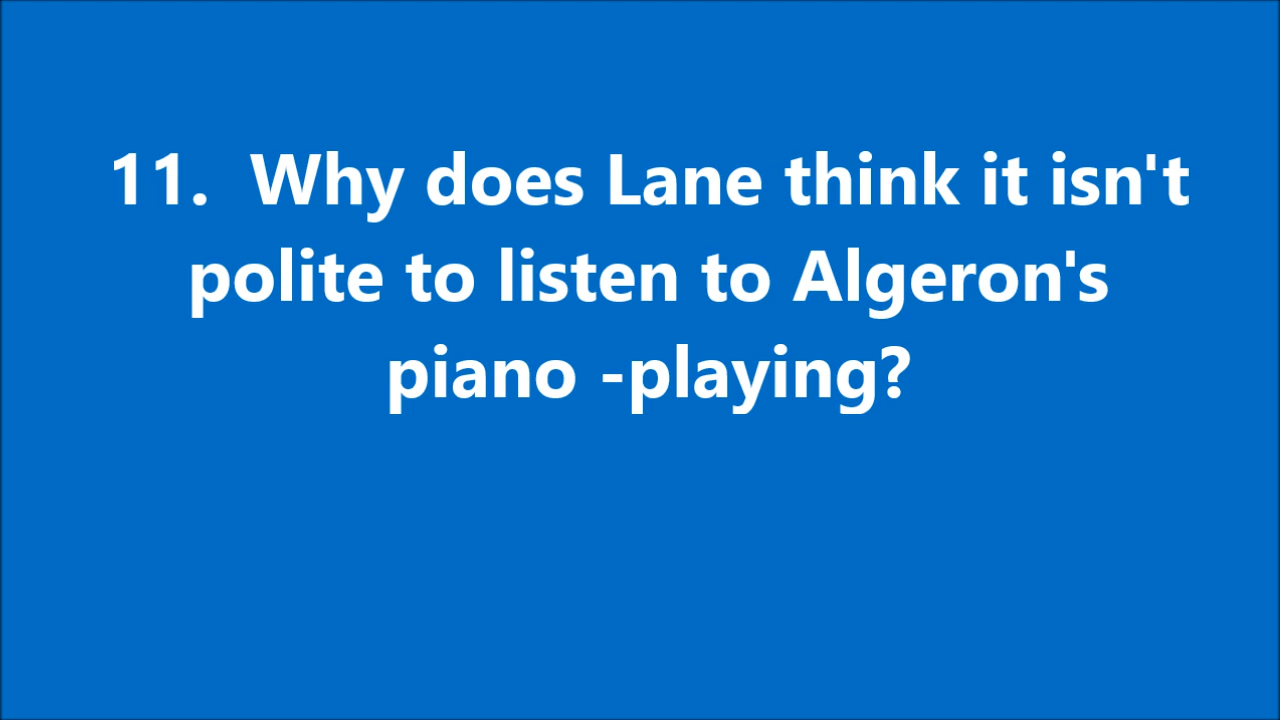 11.  Why does Lane think it isn't
polite to listen to Algeron's
piano -playing?